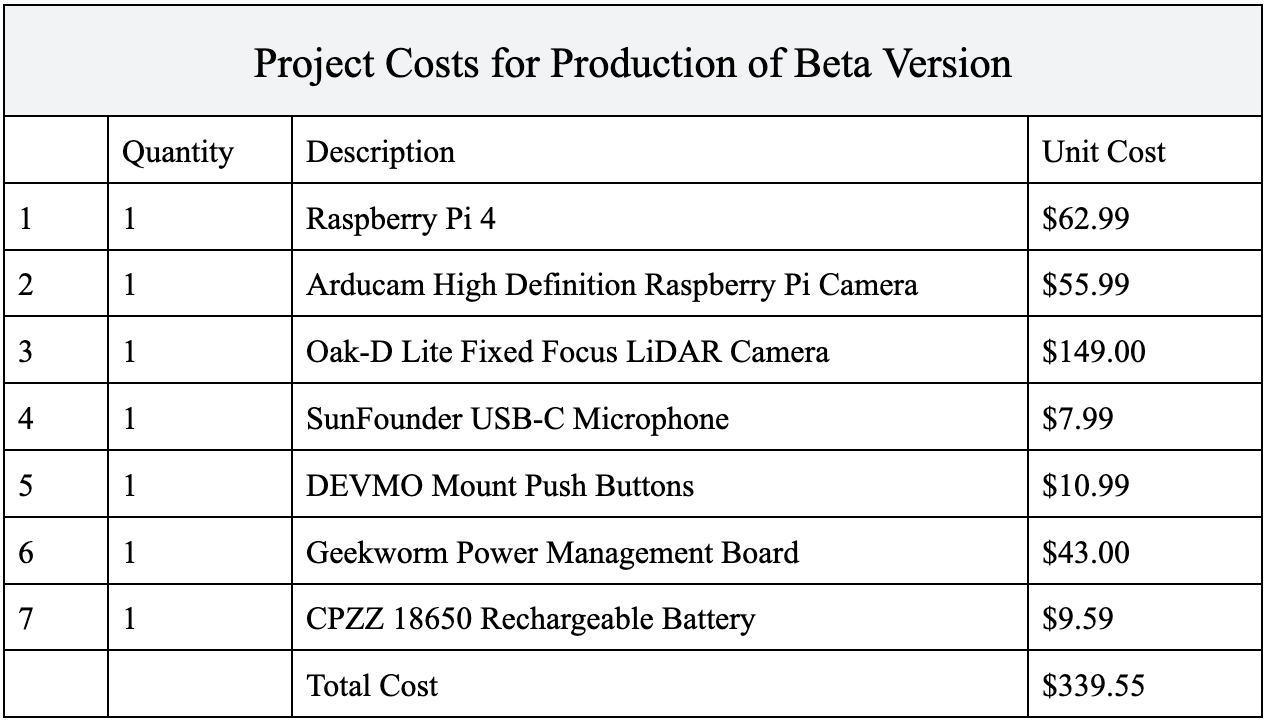 Project Costs for Production of Beta Version
Quantity Description Unit Cost
1 1 Raspberry Pi 4 $62.99
2 1 Arducam High Definition Raspberry Pi Camera $55.99
3 1 Oak-D Lite Fixed Focus LiDAR Camera $149.00
4 1 SunFounder USB-C Microphone $7.99
5 1 DEVMO Mount Push Buttons $10.99
6 1 Geekworm Power Management Board $43.00
7 1 CPZZ 18650 Rechargeable Battery $9.59
Total Cost $339.55